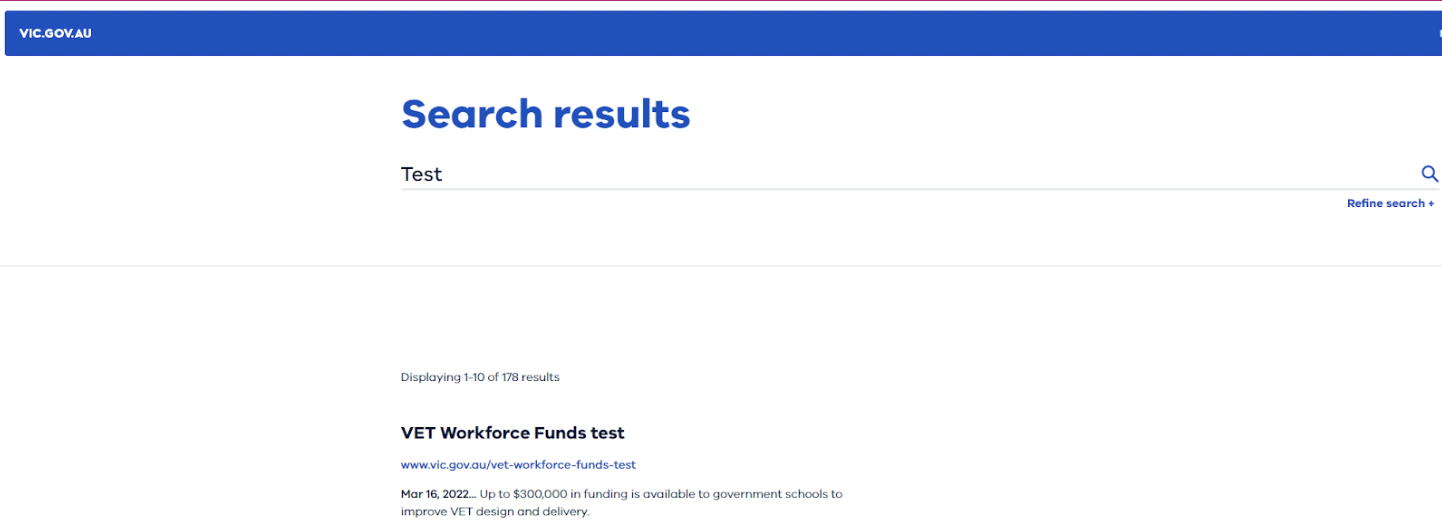 VIC.GOV.AU
Search results
Test
Refine search +
Displaying 1-10 of 178 results
VET Workforce Funds test
www.vic.gov.au/vet-workforce-funds-test
Mar 16, 2022... Up to $300,000 in funding is available to government schools to
improve VET design and delivery.